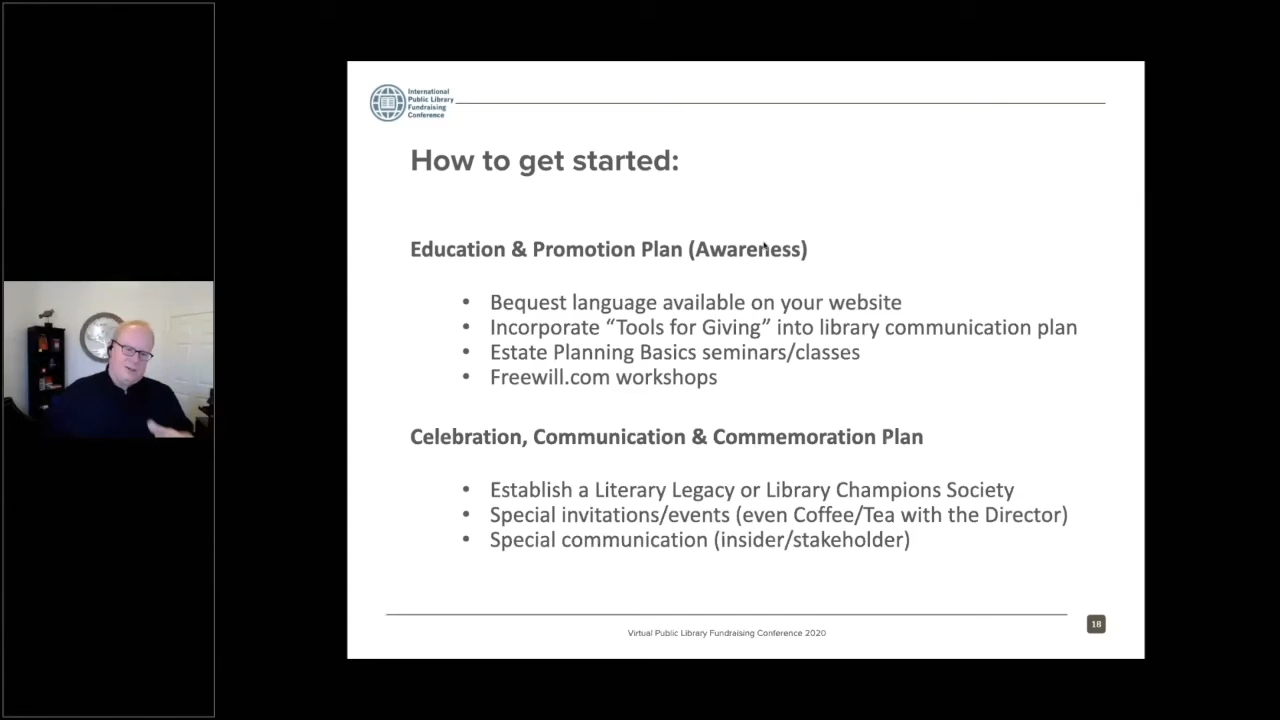 International
Public Library
Fundraising
Conference
How to get started:
Education & Promotion Plan (Awareness)
• Bequest language available on your website
• Incorporate “Tools for Giving” into library communication plan
• Estate Planning Basics seminars/classes
• Freewill.com workshops
Celebration, Communication & Commemoration Plan
• Establish a Literary Legacy or Library Champions Society
• Special invitations/events (even Coffee/Tea with the Director)
• Special communication (insider/stakeholder)
Virtual Public Library Fundraising Conference 2020
18